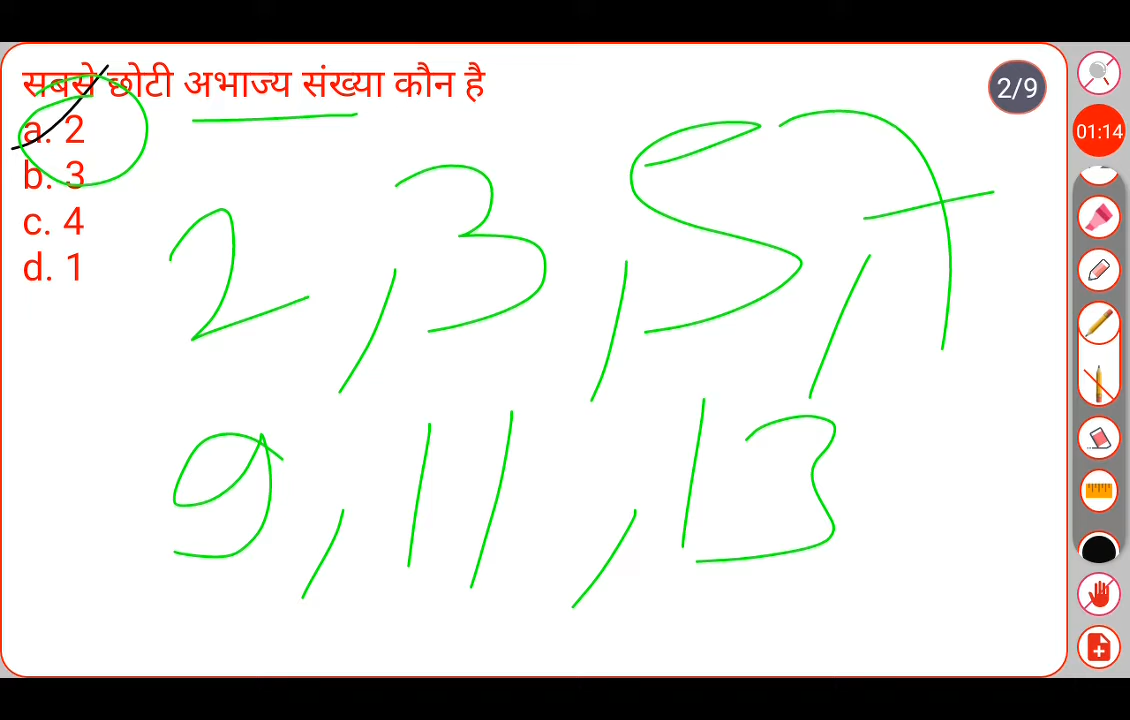 सबसे छोटी अभाज्य संख्या कौन है
2/9
01:14
a. 2
b. 3
c. 4
d. 1
2, 3, 5, 7
9, 11, 13